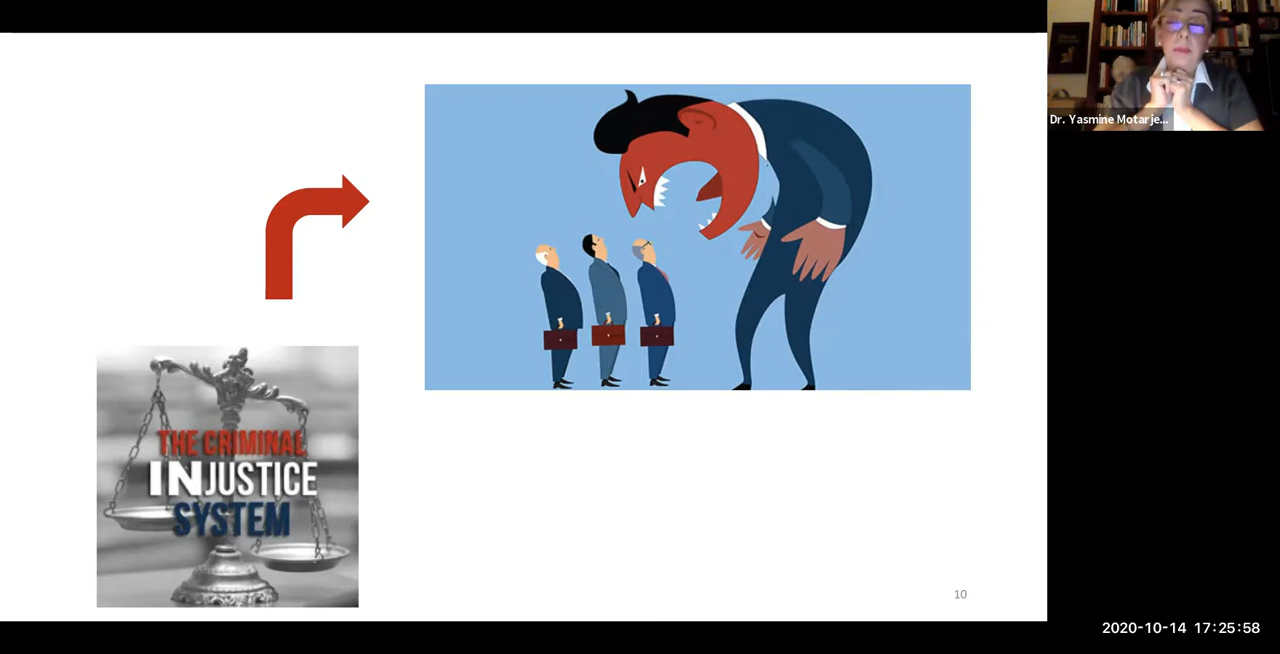 Dr. Yasmine Motarje...
THE CRIMINAL
INJUSTICE
SYSTEM
10
2020-10-14 17:25:58